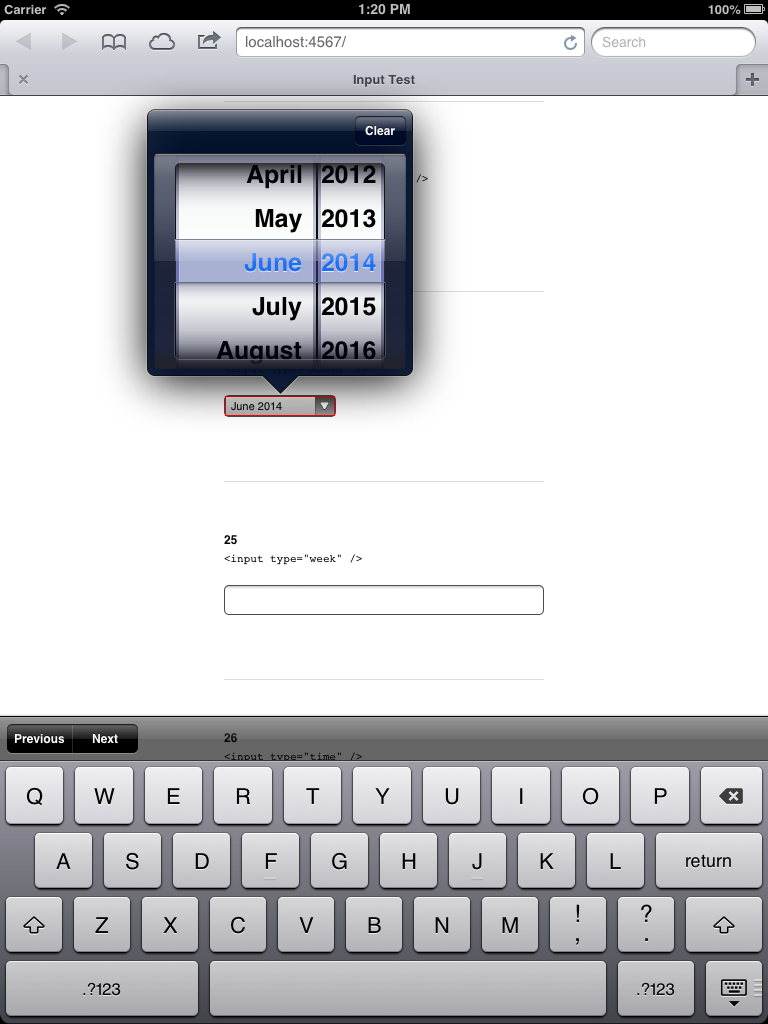 Carrier 1:20 PM 100%
localhost:4567/ Search
Input Test
Clear
April 2012
/>
May 2013
June 2014
July 2015
August 2016
June 2014
25
<input type="week" />
Previous Next 26
<input type="time" />
Q W E R T Y U I O P
A S D F G H J K L return
Z X C V B N M ! , ? .
.?123 .?123